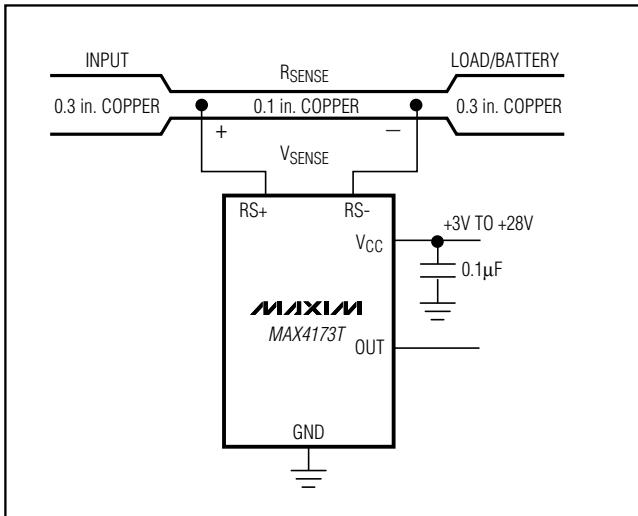 INPUT RSENSE LOAD/BATTERY
0.3 in. COPPER 0.1 in. COPPER 0.3 in. COPPER
+ −
VSENSE
RS+ RS-
+3V TO +28V
VCC
0.1µF
MAXIM
MAX4173T
OUT
GND